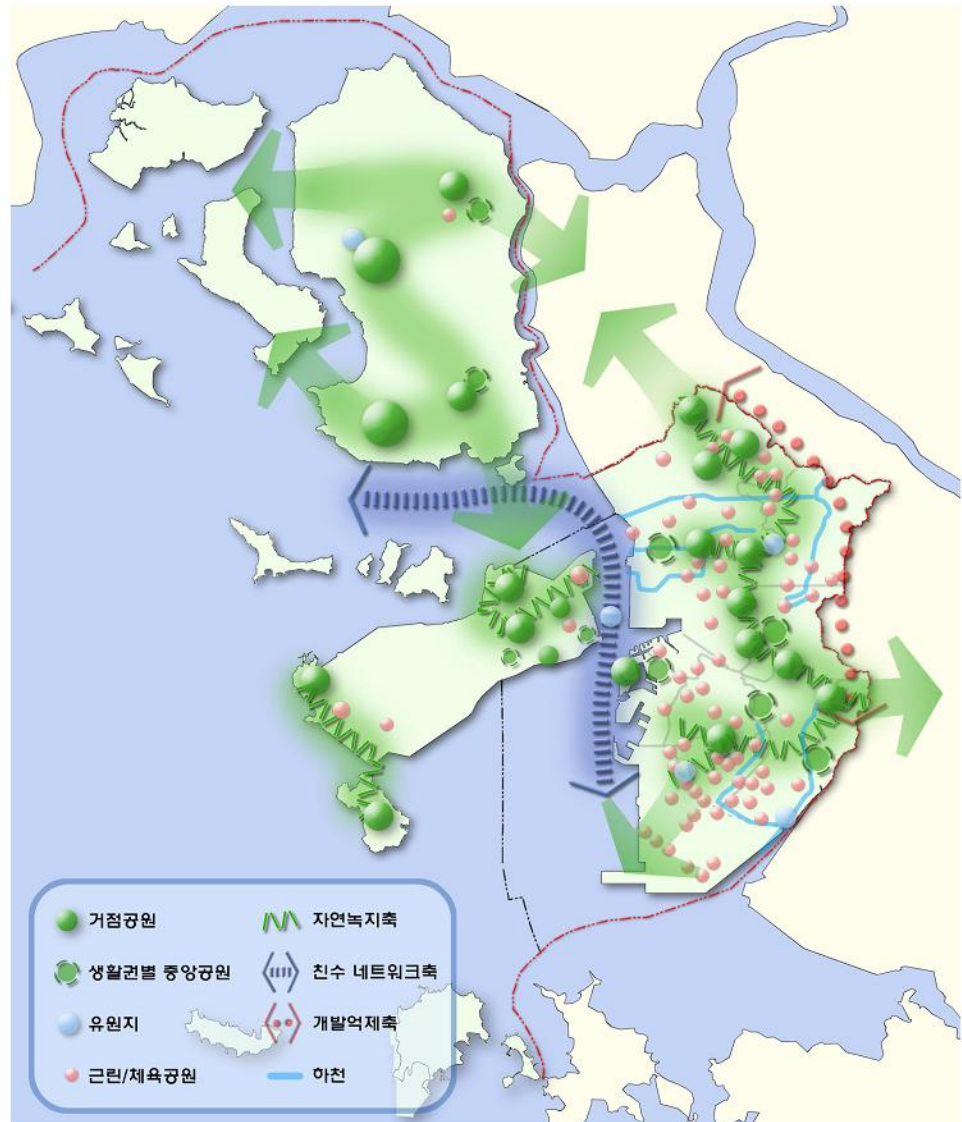 거점공원
자연녹지축
생활권별 중앙공원
친수 네트워크축
유원지
개발억제축
근린/체육공원
하천